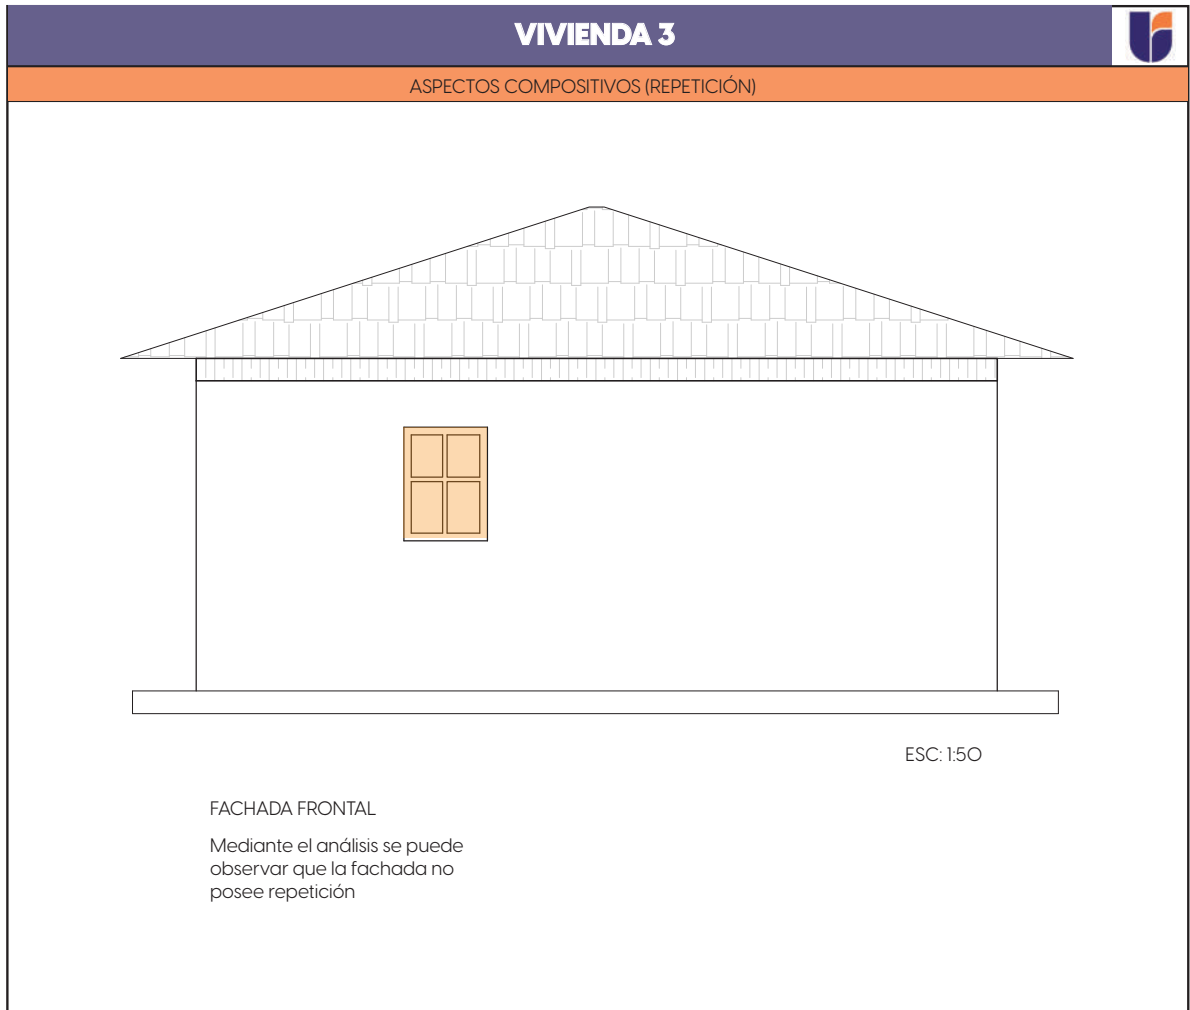 VIVIENDA 3
ASPECTOS COMPOSITIVOS (REPETICIÓN)
ESC: 1:50
FACHADA FRONTAL
Mediante el análisis se puede
observar que la fachada no
posee repetición